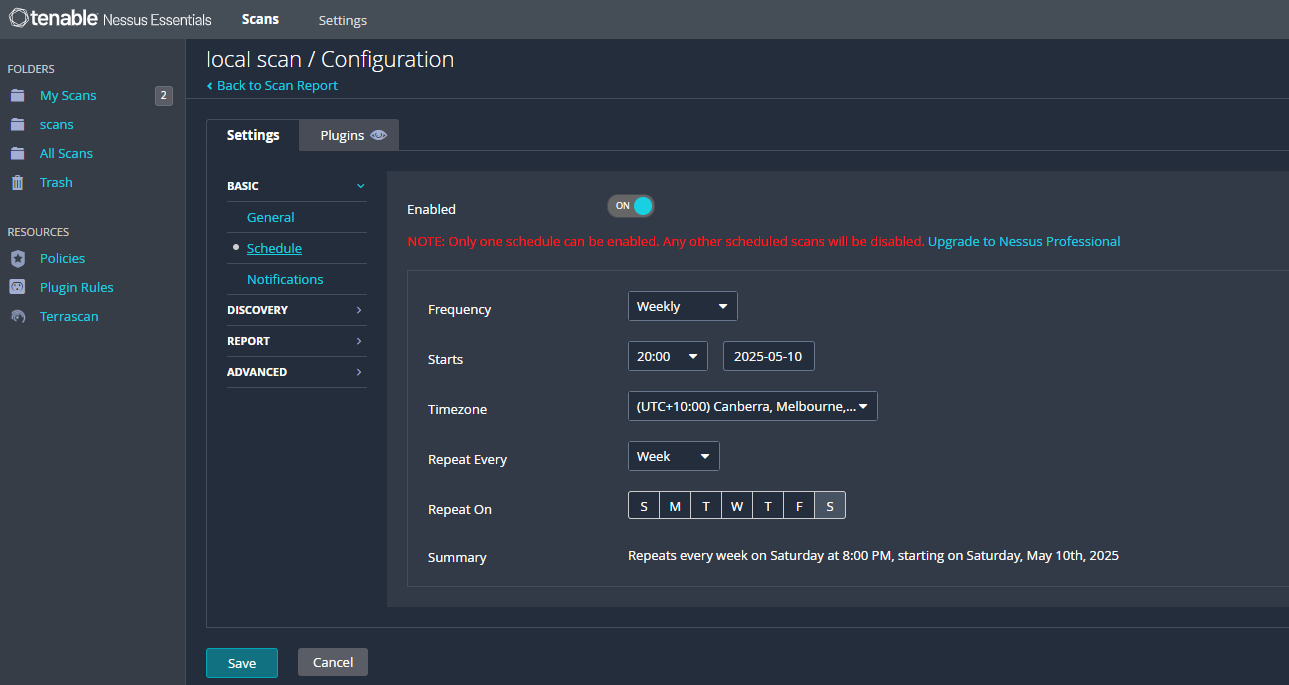 tenable Nessus Essentials Scans Settings
FOLDERS
My Scans 2
scans
All Scans
Trash
RESOURCES
Policies
Plugin Rules
Terrascan
local scan / Configuration
Back to Scan Report
Settings Plugins
BASIC
General
Schedule
Notifications
DISCOVERY
REPORT
ADVANCED
Enabled ON
NOTE: Only one schedule can be enabled. Any other scheduled scans will be disabled. Upgrade to Nessus Professional
Frequency Weekly
Starts 20:00 2025-05-10
Timezone (UTC+10:00) Canberra, Melbourne,...
Repeat Every Week
Repeat On S M T W T F S
Summary Repeats every week on Saturday at 8:00 PM, starting on Saturday, May 10th, 2025
Save Cancel